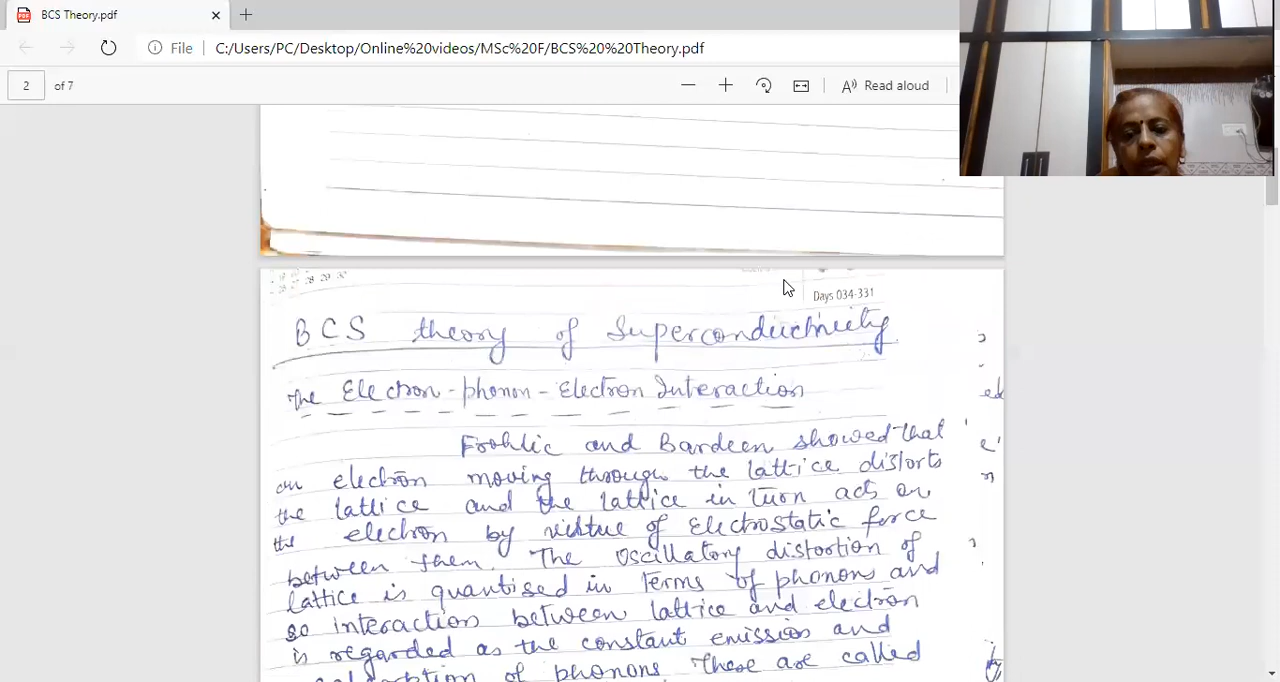 BCS Theory.pdf
File
C:/Users/PC/Desktop/Online%20videos/MSc%20F/BCS%20%20Theory.pdf
2 of 7
Read aloud
Days 034-331
BCS theory of Superconductivity
The Electron-phonon-Electron Interaction
Frohlic and Bardeen showed that
an electron moving through the lattice distorts
the lattice and the lattice in turn acts on
the electron by virtue of Electrostatic force
between them. The oscillatory distortion of
lattice is quantised in terms of phonons and
so interaction between lattice and electron
is regarded as the constant emission and
of phonons. These are called